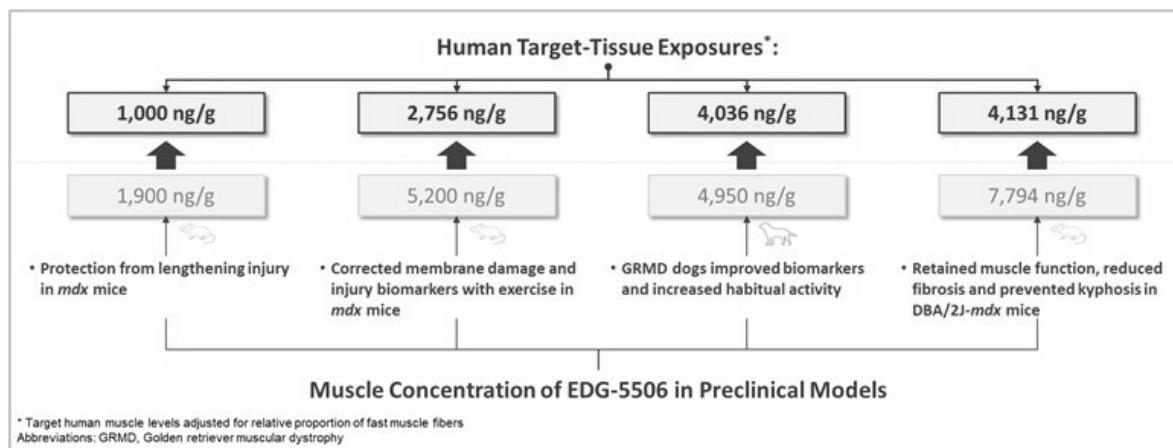 Human Target-Tissue Exposures*:
1,000 ng/g
2,756 ng/g
4,036 ng/g
4,131 ng/g
1,900 ng/g
5,200 ng/g
4,950 ng/g
7,794 ng/g
• Protection from lengthening injury
in mdx mice
• Corrected membrane damage and
injury biomarkers with exercise in
mdx mice
• GRMD dogs improved biomarkers
and increased habitual activity
• Retained muscle function, reduced
fibrosis and prevented kyphosis in
DBA/2J-mdx mice
Muscle Concentration of EDG-5506 in Preclinical Models
* Target human muscle levels adjusted for relative proportion of fast muscle fibers
Abbreviations: GRMD, Golden retriever muscular dystrophy